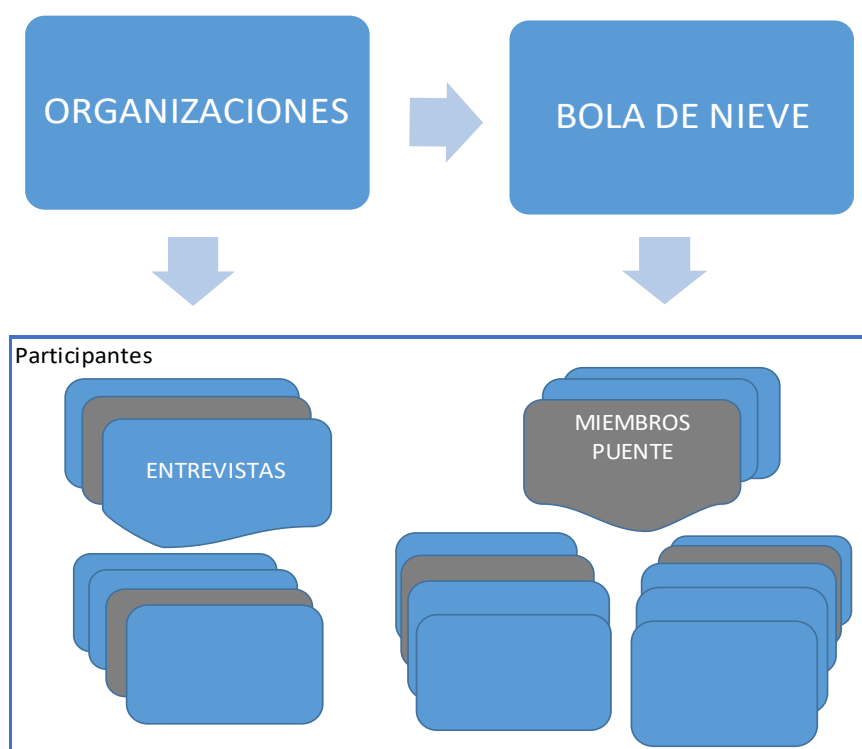 ORGANIZACIONES
BOLA DE NIEVE
Participantes
ENTREVISTAS
MIEMBROS
PUENTE